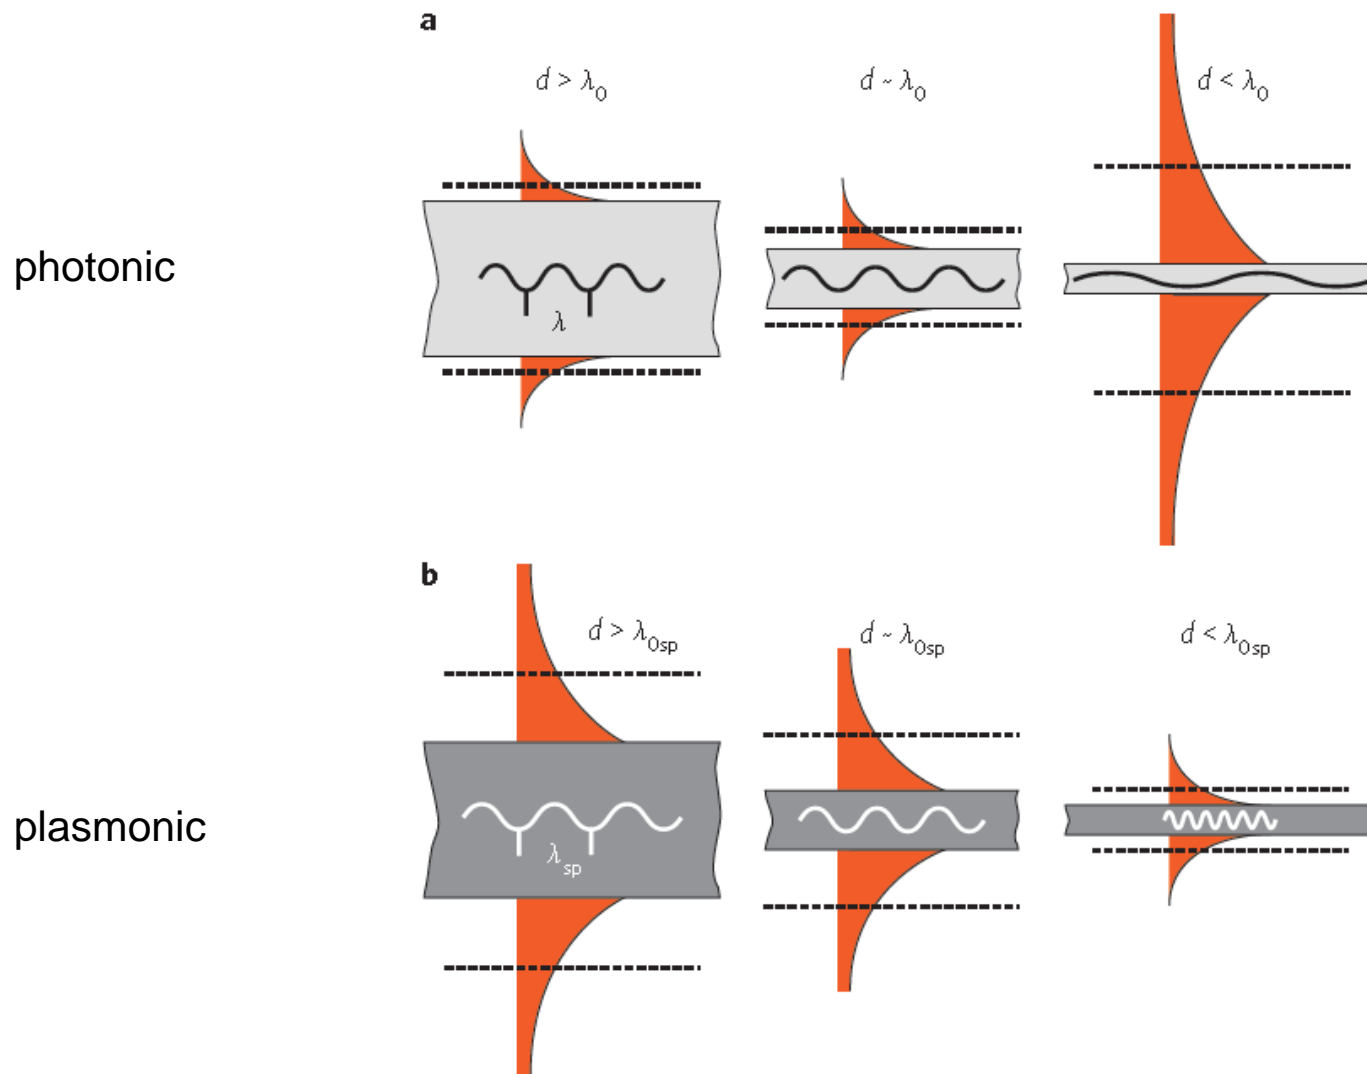 a
d > λ0
d ~ λ0
d < λ0
photonic
λ
b
d > λ0sp
d ~ λ0sp
d < λ0sp
plasmonic
λsp